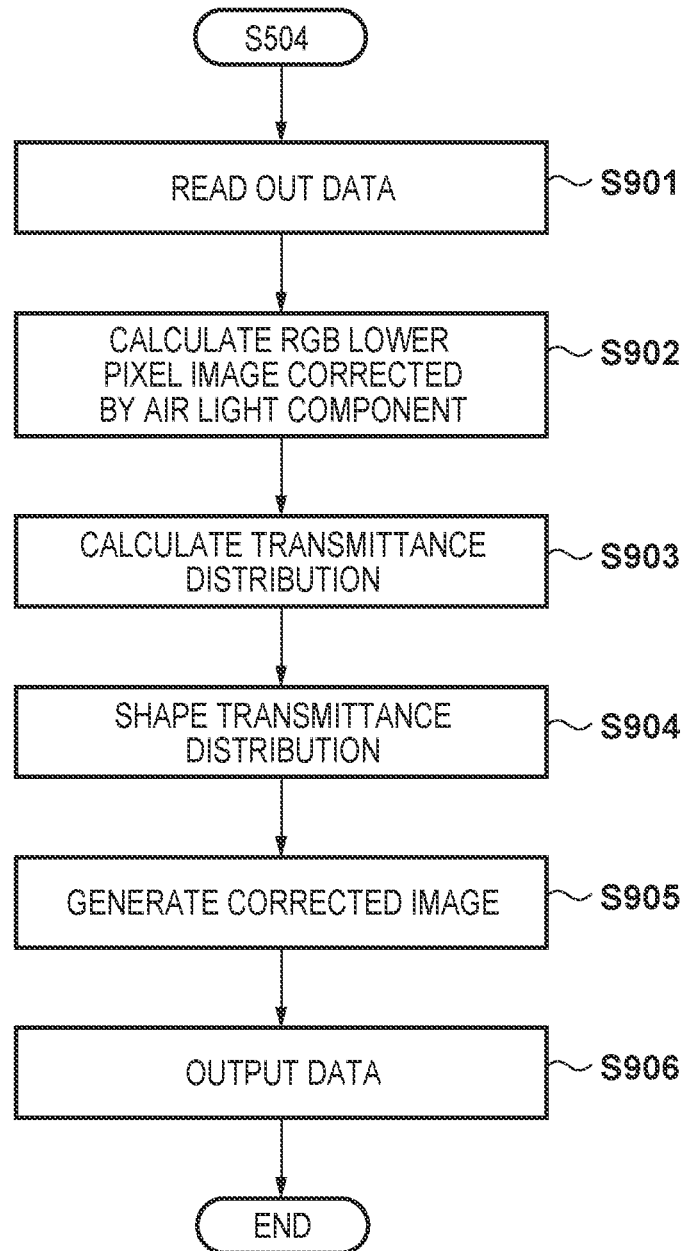 S504
READ OUT DATA
S901
CALCULATE RGB LOWER
PIXEL IMAGE CORRECTED
BY AIR LIGHT COMPONENT
S902
CALCULATE TRANSMITTANCE
DISTRIBUTION
S903
SHAPE TRANSMITTANCE
DISTRIBUTION
S904
GENERATE CORRECTED IMAGE
S905
OUTPUT DATA
S906
END